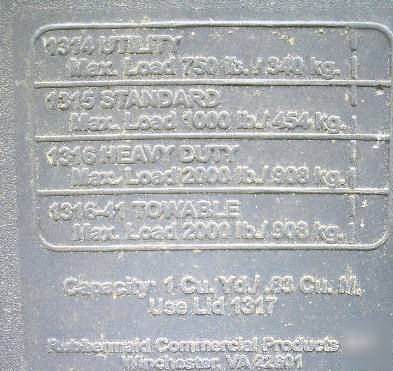 1314 UTILITY
Max. Load 750 lb./ 340 kg.
1315 STANDARD
Max. Load 1000 lb./ 454 kg.
1316 HEAVY DUTY
Max. Load 2000 lb./ 908 kg.
1316-41 TOWABLE
Max. Load 2000 lb./ 908 kg.
Capacity: 1 Cu. Yd./ .83 Cu. M.
Use Lid 1317
Rubbermaid Commercial Products
Winchester, VA 22601